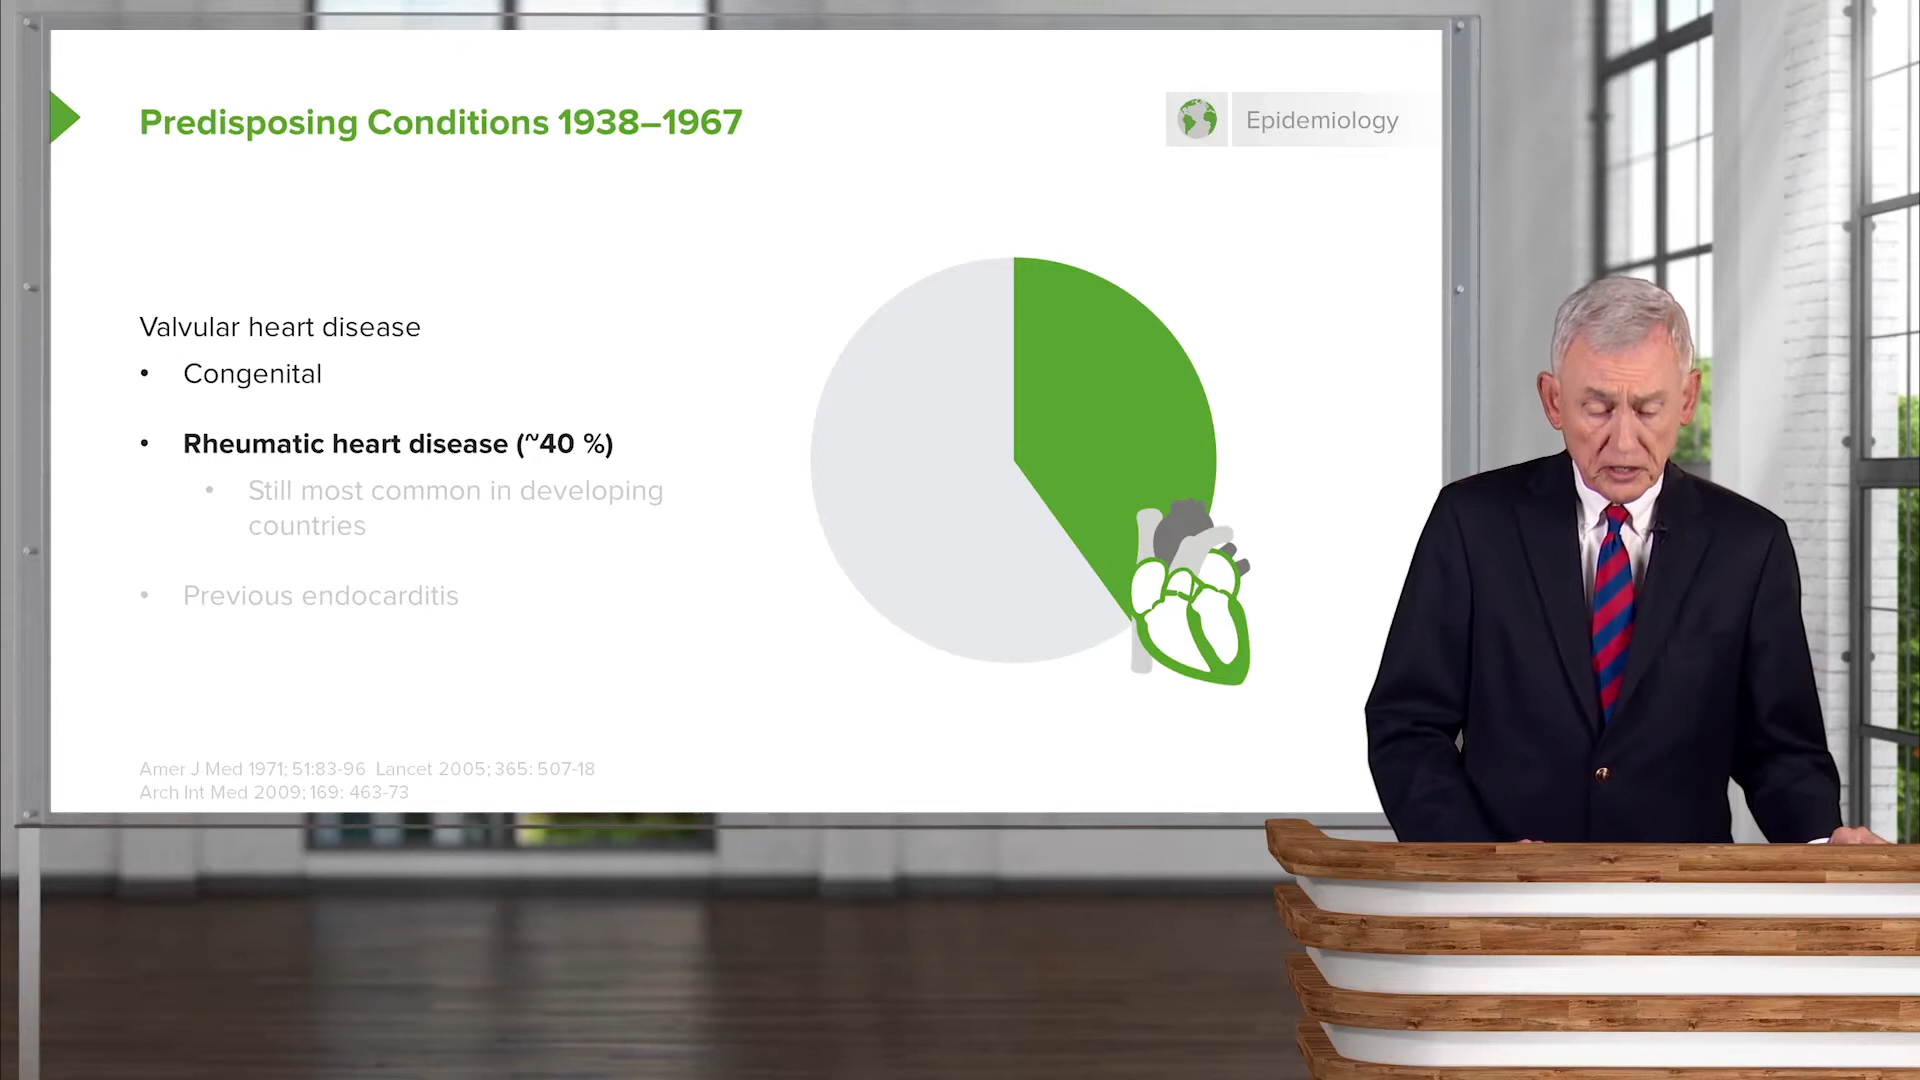 Predisposing Conditions 1938–1967
Epidemiology
Valvular heart disease
• Congenital
• Rheumatic heart disease (~40 %)
• Still most common in developing
countries
• Previous endocarditis
Amer J Med 1971; 51:83-96 Lancet 2005; 365: 507-18
Arch Int Med 2009; 169: 463-73